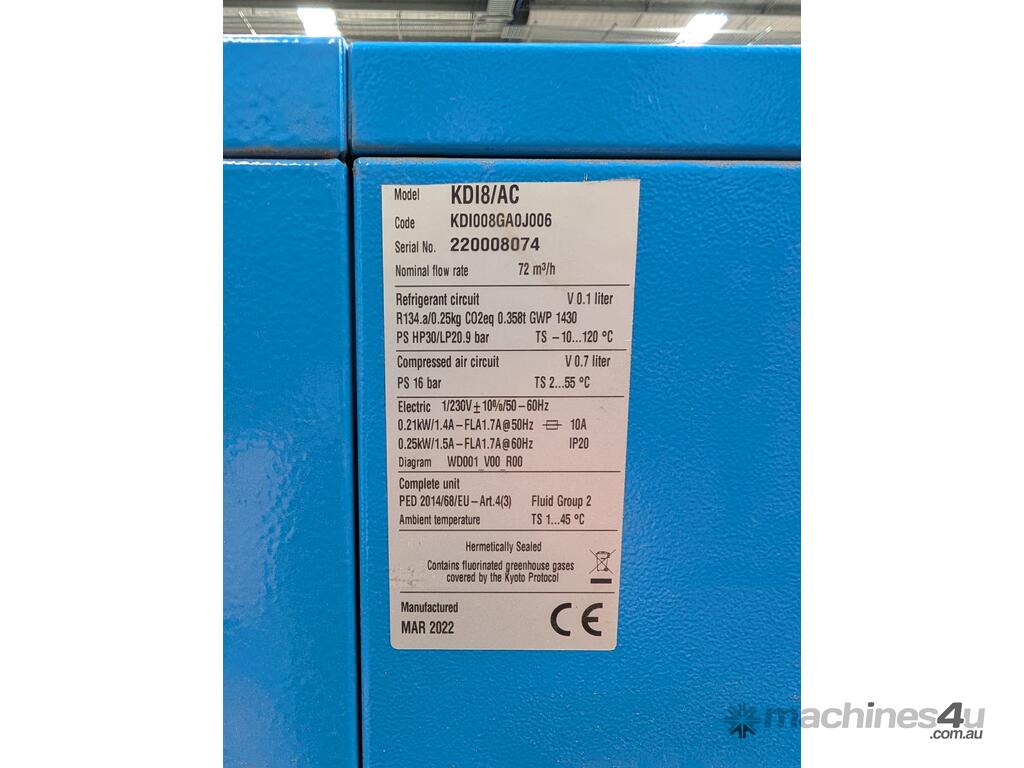 Model KDI8/AC
Code KDI008GA0J006
Serial No. 220008074
Nominal flow rate 72 m³/h
Refrigerant circuit V 0.1 liter
R134.a/0.25kg CO2eq 0.358t GWP 1430
PS HP30/LP20.9 bar TS –10...120 °C
Compressed air circuit V 0.7 liter
PS 16 bar TS 2...55 °C
Electric 1/230V±10%/50–60Hz
0.21kW/1.4A–FLA1.7A@50Hz 10A
0.25kW/1.5A–FLA1.7A@60Hz IP20
Diagram WD001_V00_R00
Complete unit
PED 2014/68/EU–Art.4(3) Fluid Group 2
Ambient temperature TS 1...45 °C
Hermetically Sealed
Contains fluorinated greenhouse gases
covered by the Kyoto Protocol
Manufactured
MAR 2022 CE
machines4u
.com.au